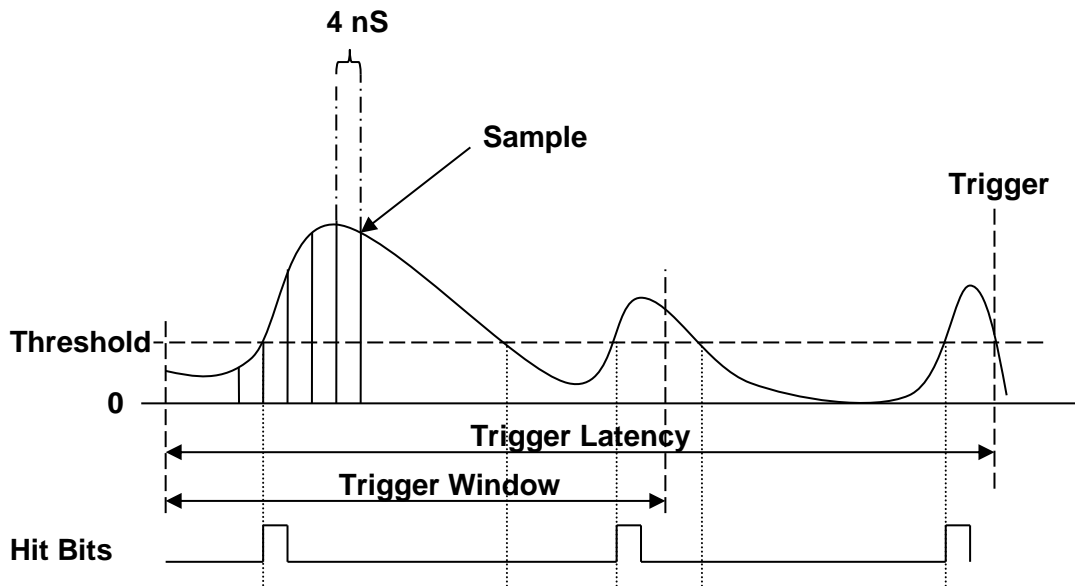 4 nS
Sample
Trigger
Threshold
0
Trigger Latency
Trigger Window
Hit Bits